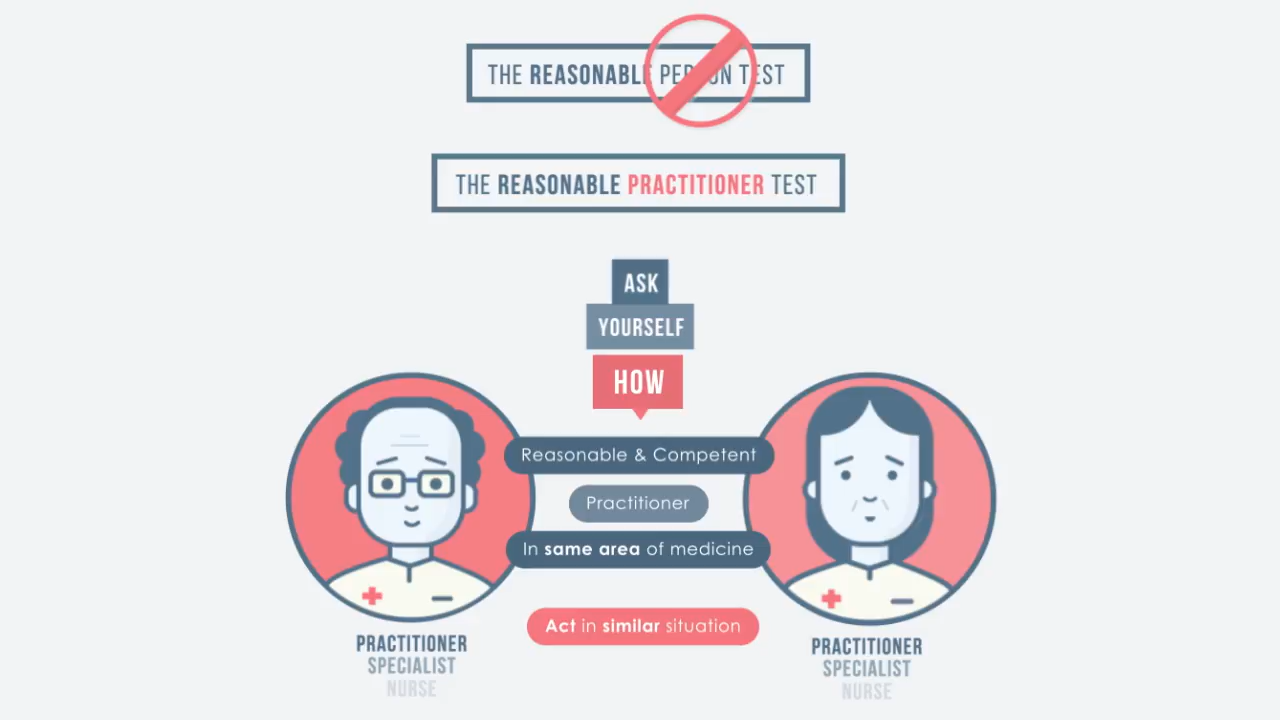 THE REASONABLE PERSON TEST
THE REASONABLE PRACTITIONER TEST
ASK
YOURSELF
HOW
Reasonable & Competent
Practitioner
In same area of medicine
Act in similar situation
PRACTITIONER
SPECIALIST
NURSE
PRACTITIONER
SPECIALIST
NURSE